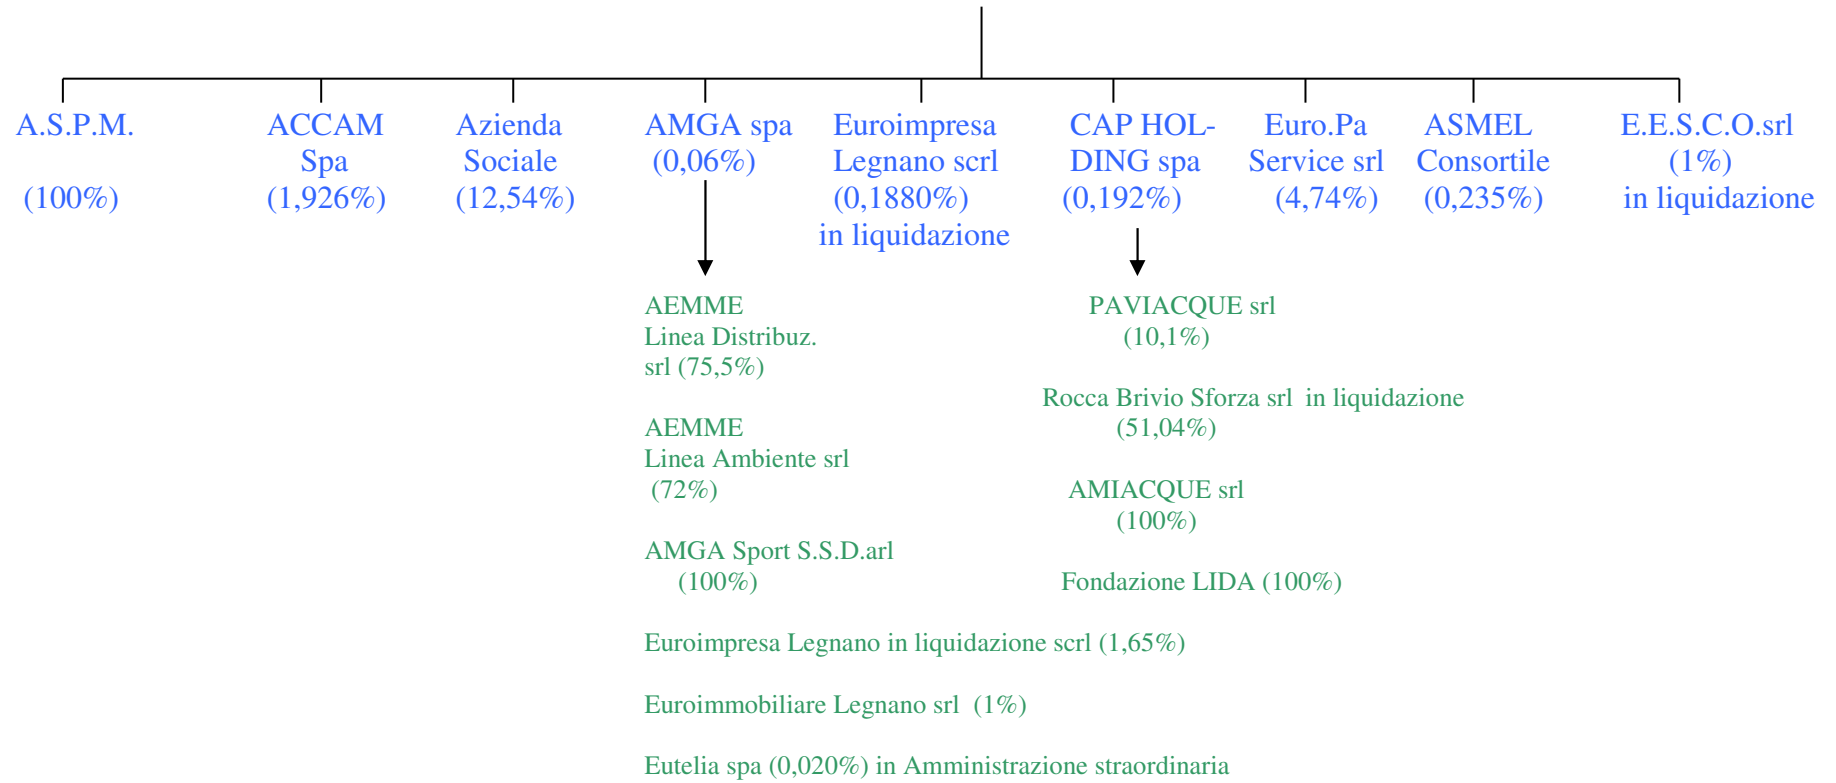 A.S.P.M.
(100%)
ACCAM
Spa
(1,926%)
Azienda
Sociale
(12,54%)
AMGA spa
(0,06%)
Euroimpresa
Legnano scrl
(0,1880%)
in liquidazione
CAP HOL-
DING spa
(0,192%)
Euro.Pa
Service srl
(4,74%)
ASMEL
Consortile
(0,235%)
E.E.S.C.O.srl
(1%)
in liquidazione
AEMME
Linea Distribuz.
srl (75,5%)
AEMME
Linea Ambiente srl
(72%)
AMGA Sport S.S.D.arl
(100%)
Euroimpresa Legnano in liquidazione scrl (1,65%)
Euroimmobiliare Legnano srl (1%)
Eutelia spa (0,020%) in Amministrazione straordinaria
PAVIACQUE srl
(10,1%)
Rocca Brivio Sforza srl in liquidazione
(51,04%)
AMIACQUE srl
(100%)
Fondazione LIDA (100%)